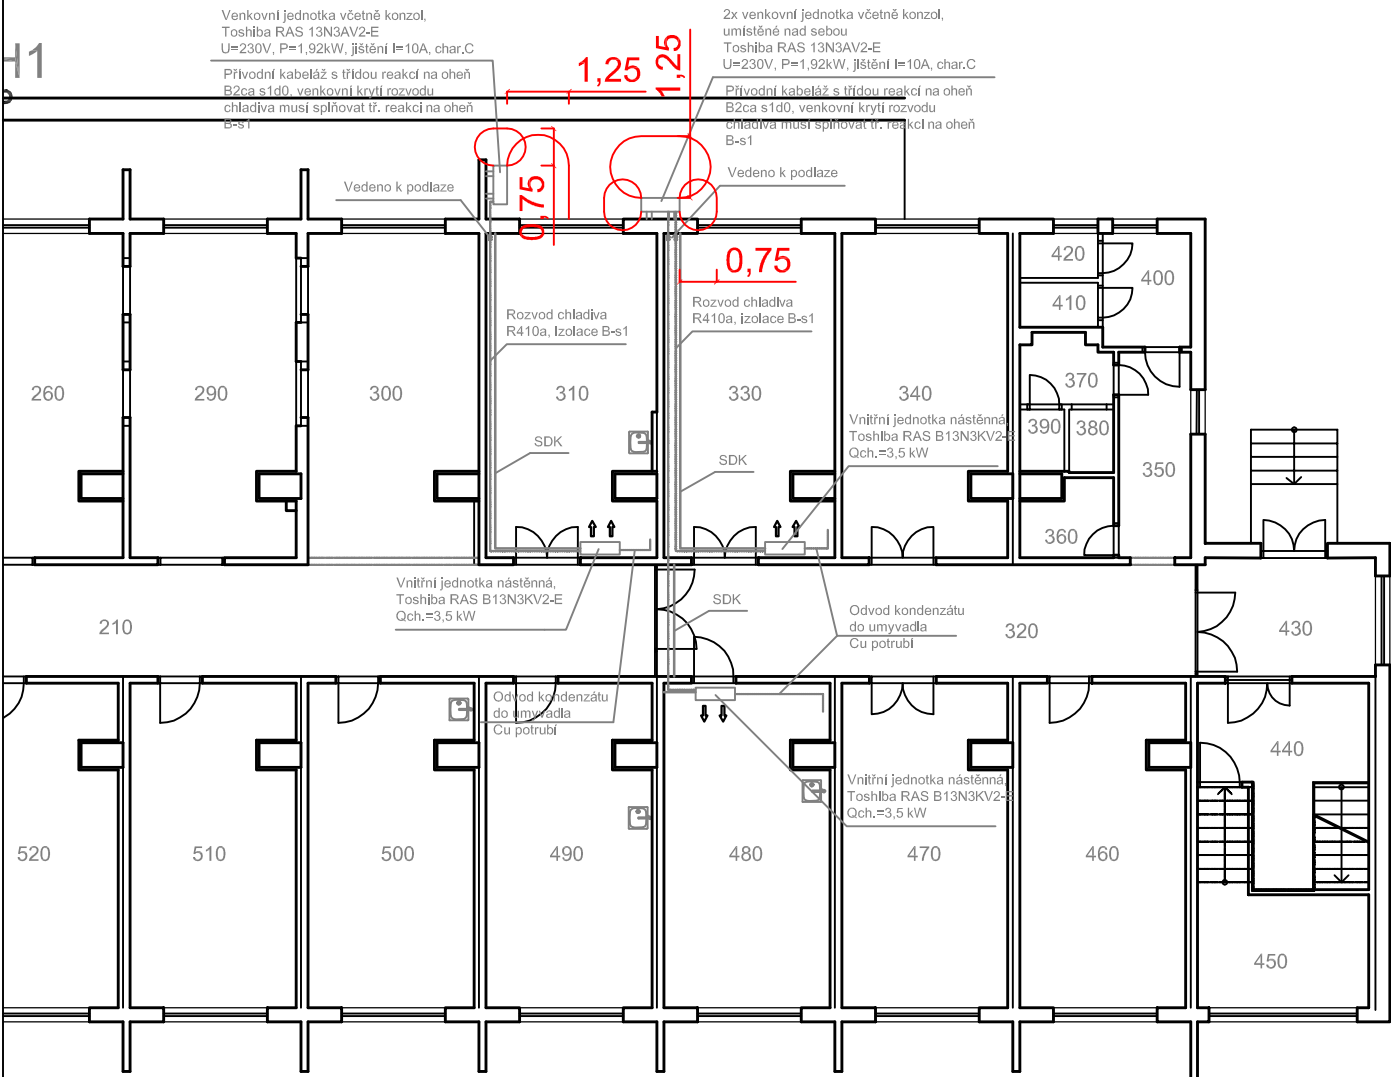 Venkovní jednotka včetně konzol,
Toshiba RAS 13N3AV2-E
U=230V, P=1,92kW, jištění I=10A, char.C
Přívodní kabeláž s třídou reakcí na oheň
B2ca s1d0, venkovní krytí rozvodu
chladiva musí splňovat tř. reakcí na oheň
B-s1
2x venkovní jednotka včetně konzol,
umístěné nad sebou
Toshiba RAS 13N3AV2-E
U=230V, P=1,92kW, jištění I=10A, char.C
Přívodní kabeláž s třídou reakcí na oheň
B2ca s1d0, venkovní krytí rozvodu
chladiva musí splňovat tř. reakcí na oheň
B-s1
H1
1,25
1,25
0,75
0,75
Vedeno k podlaze
Vedeno k podlaze
Rozvod chladiva
R410a, Izolace B-s1
Rozvod chladiva
R410a, izolace B-s1
420
400
410
260
290
300
310
330
340
370
390
380
350
360
SDK
SDK
Vnitřní jednotka nástěnná,
Toshiba RAS B13N3KV2-E
Qch.=3,5 kW
Vnitřní jednotka nástěnná,
Toshiba RAS B13N3KV2-E
Qch.=3,5 kW
SDK
Odvod kondenzátu
do umyvadla
Cu potrubí
210
320
430
Odvod kondenzátu
do umyvadla
Cu potrubí
Vnitřní jednotka nástěnná,
Toshiba RAS B13N3KV2-E
Qch.=3,5 kW
440
520
510
500
490
480
470
460
450